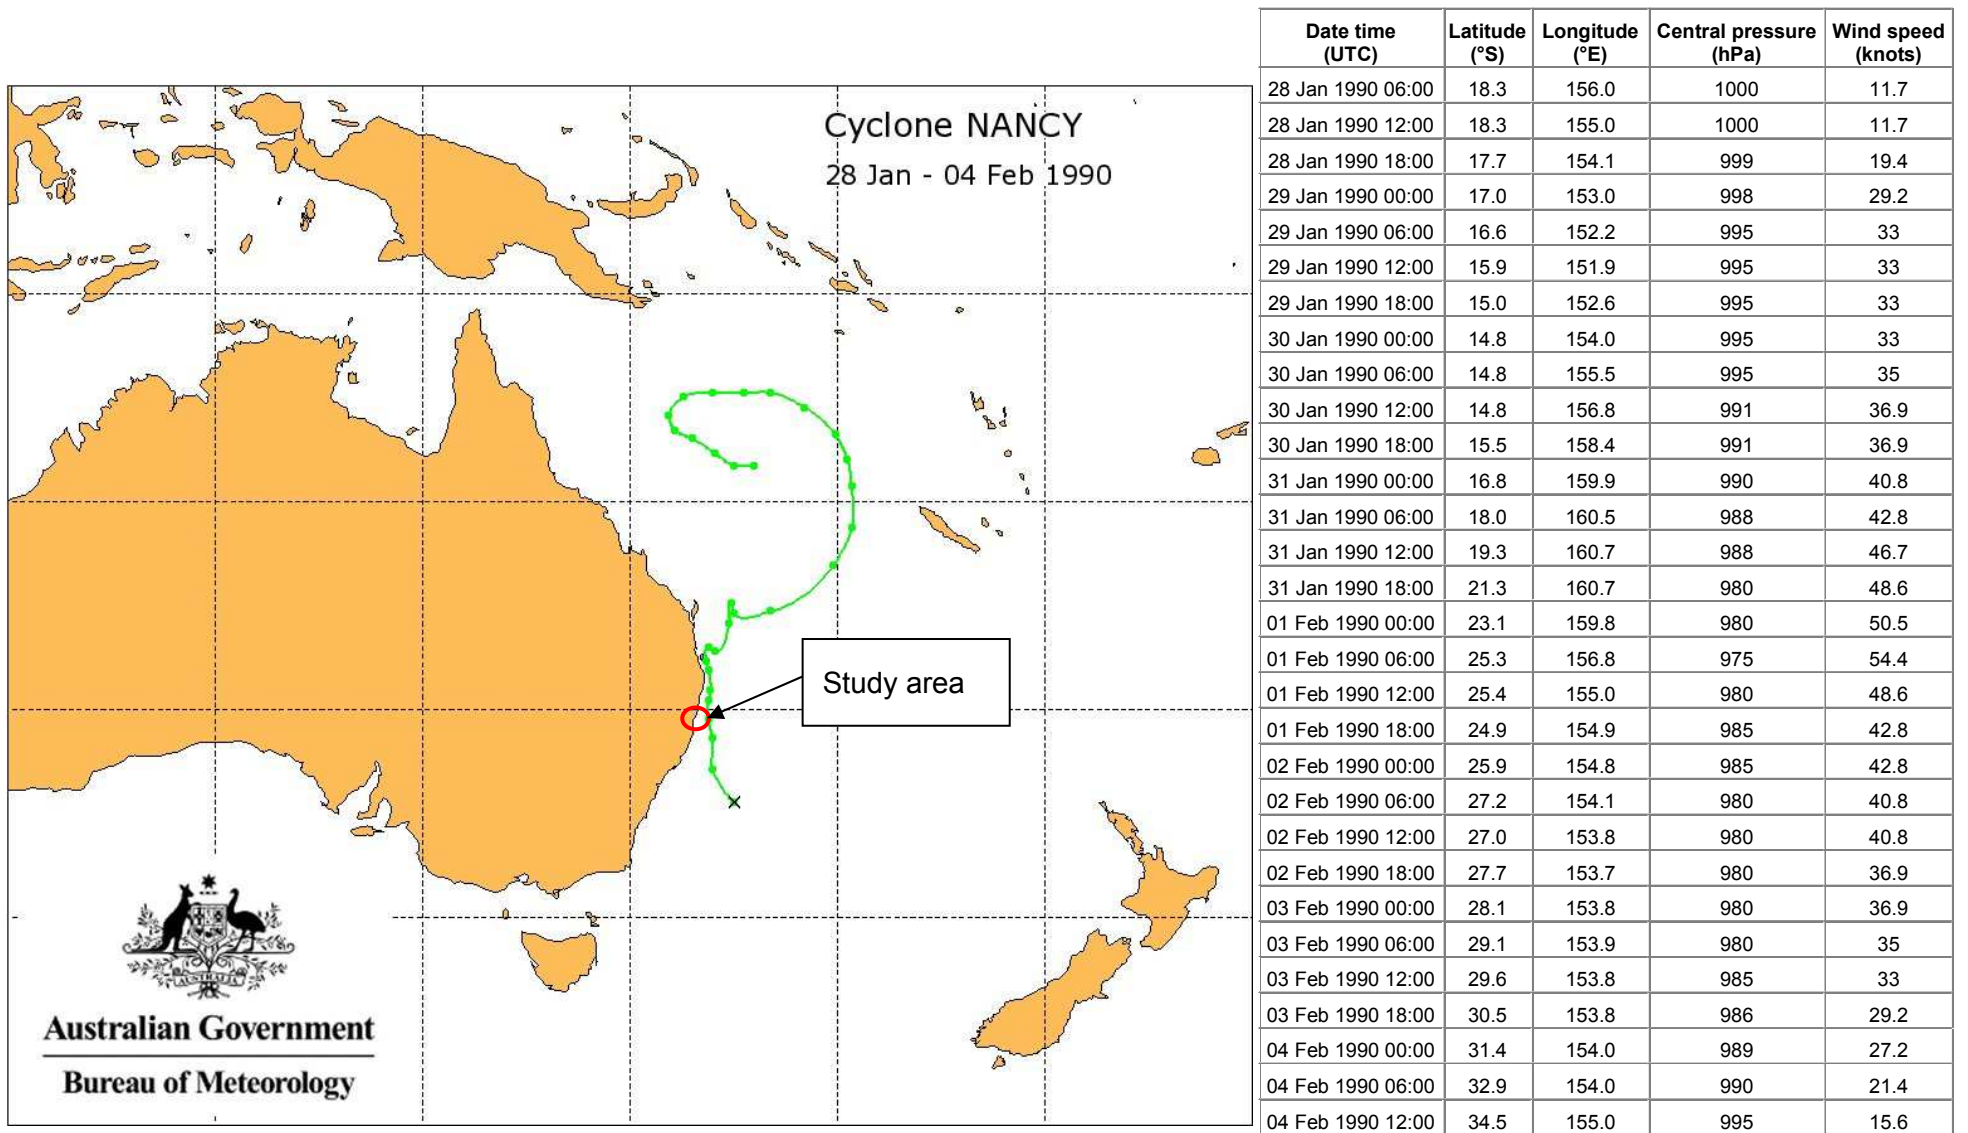 Cyclone NANCY
28 Jan - 04 Feb 1990
Study area
AUSTRALIA
Australian Government
Bureau of Meteorology
Date time (UTC) Latitude (°S) Longitude (°E) Central pressure (hPa) Wind speed (knots)
28 Jan 1990 06:00 18.3 156.0 1000 11.7
28 Jan 1990 12:00 18.3 155.0 1000 11.7
28 Jan 1990 18:00 17.7 154.1 999 19.4
29 Jan 1990 00:00 17.0 153.0 998 29.2
29 Jan 1990 06:00 16.6 152.2 995 33
29 Jan 1990 12:00 15.9 151.9 995 33
29 Jan 1990 18:00 15.0 152.6 995 33
30 Jan 1990 00:00 14.8 154.0 995 33
30 Jan 1990 06:00 14.8 155.5 995 35
30 Jan 1990 12:00 14.8 156.8 991 36.9
30 Jan 1990 18:00 15.5 158.4 991 36.9
31 Jan 1990 00:00 16.8 159.9 990 40.8
31 Jan 1990 06:00 18.0 160.5 988 42.8
31 Jan 1990 12:00 19.3 160.7 988 46.7
31 Jan 1990 18:00 21.3 160.7 980 48.6
01 Feb 1990 00:00 23.1 159.8 980 50.5
01 Feb 1990 06:00 25.3 156.8 975 54.4
01 Feb 1990 12:00 25.4 155.0 980 48.6
01 Feb 1990 18:00 24.9 154.9 985 42.8
02 Feb 1990 00:00 25.9 154.8 985 42.8
02 Feb 1990 06:00 27.2 154.1 980 40.8
02 Feb 1990 12:00 27.0 153.8 980 40.8
02 Feb 1990 18:00 27.7 153.7 980 36.9
03 Feb 1990 00:00 28.1 153.8 980 36.9
03 Feb 1990 06:00 29.1 153.9 980 35
03 Feb 1990 12:00 29.6 153.8 985 33
03 Feb 1990 18:00 30.5 153.8 986 29.2
04 Feb 1990 00:00 31.4 154.0 989 27.2
04 Feb 1990 06:00 32.9 154.0 990 21.4
04 Feb 1990 12:00 34.5 155.0 995 15.6